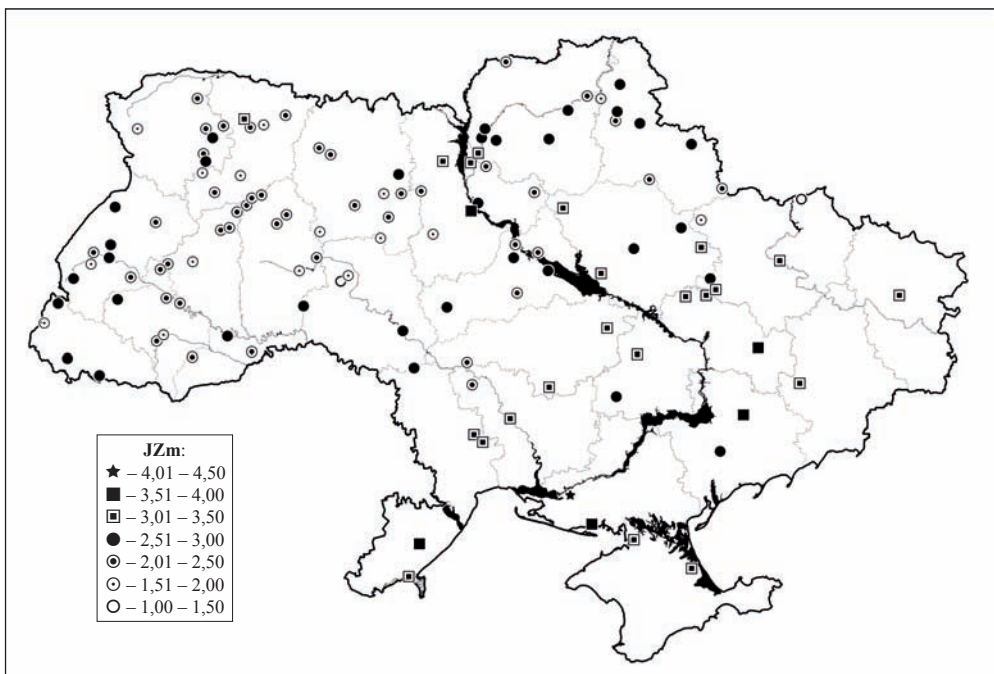 JZm:
★ – 4,01 – 4,50
■ – 3,51 – 4,00
▣ – 3,01 – 3,50
● – 2,51 – 3,00
◉ – 2,01 – 2,50
⊙ – 1,51 – 2,00
○ – 1,00 – 1,50